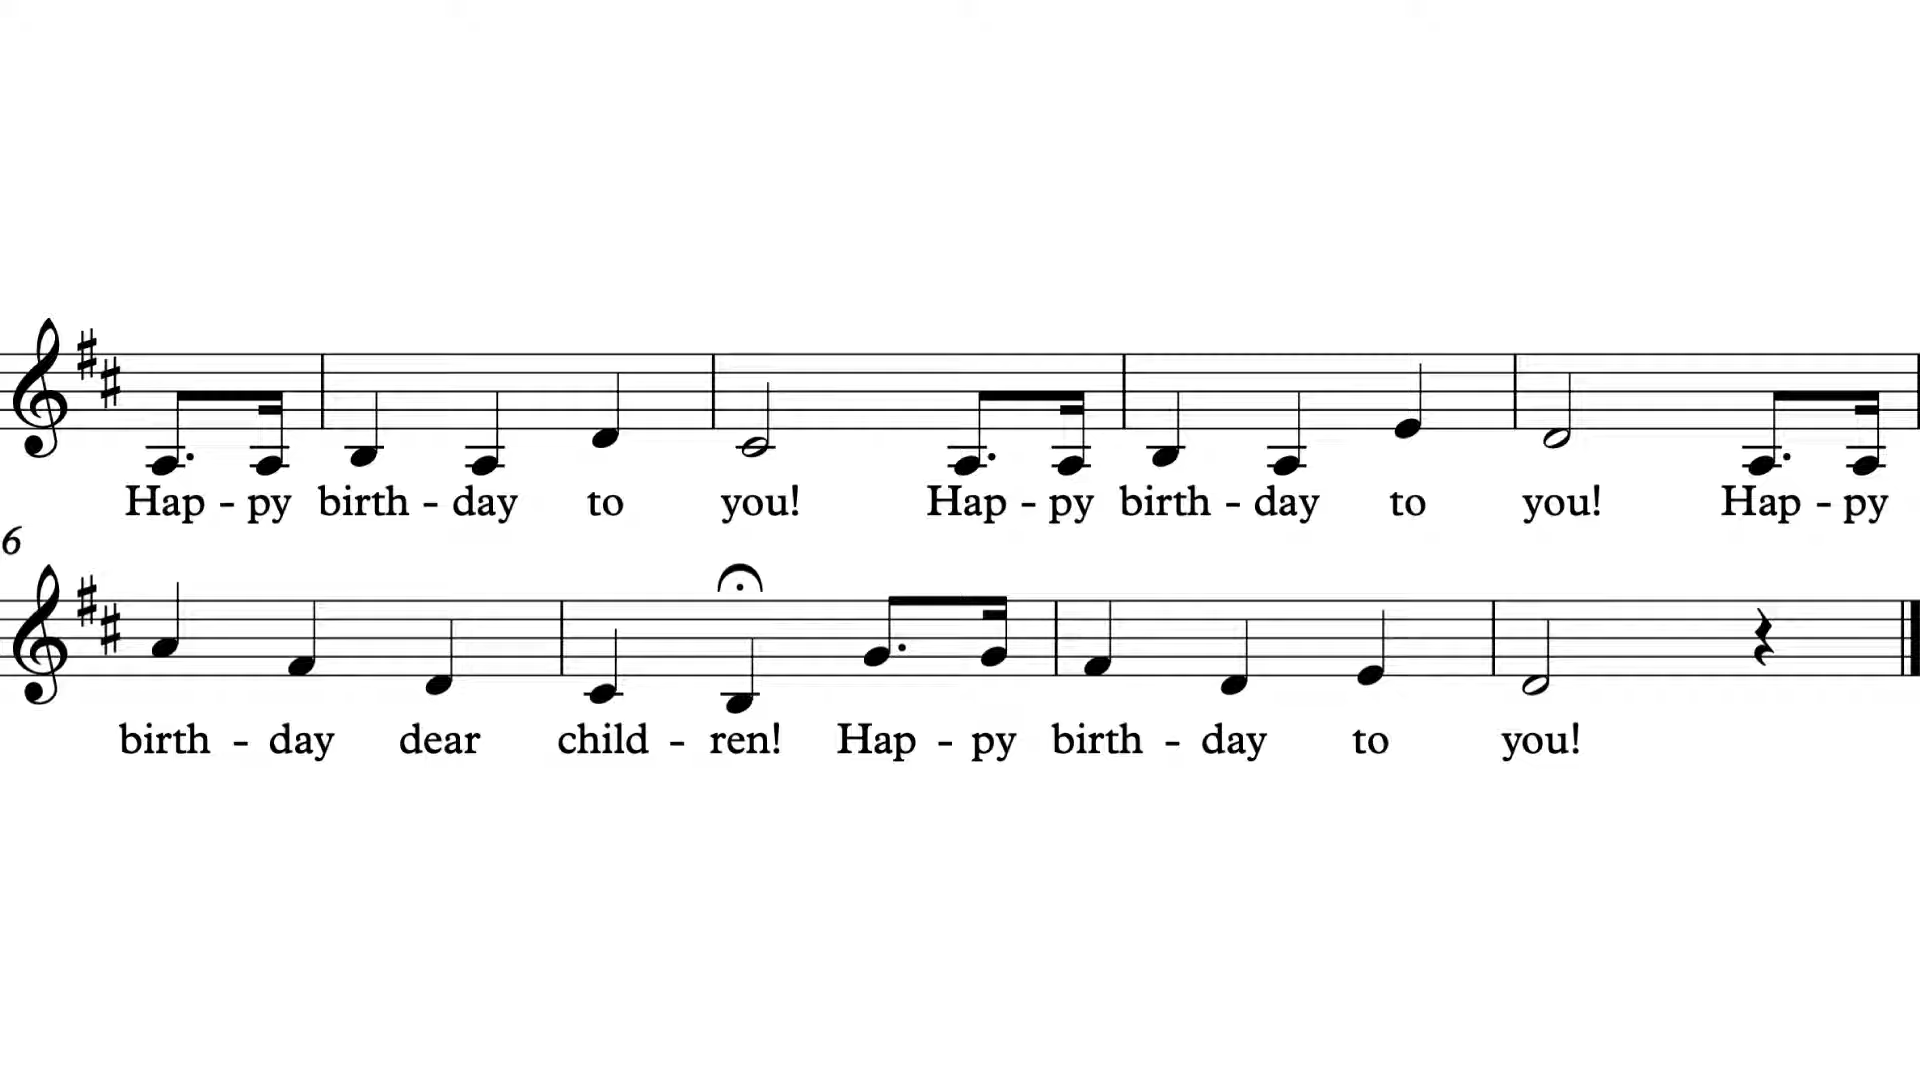 Hap - py birth - day to you! Hap - py birth - day to you! Hap - py
6
birth - day dear child - ren! Hap - py birth - day to you!